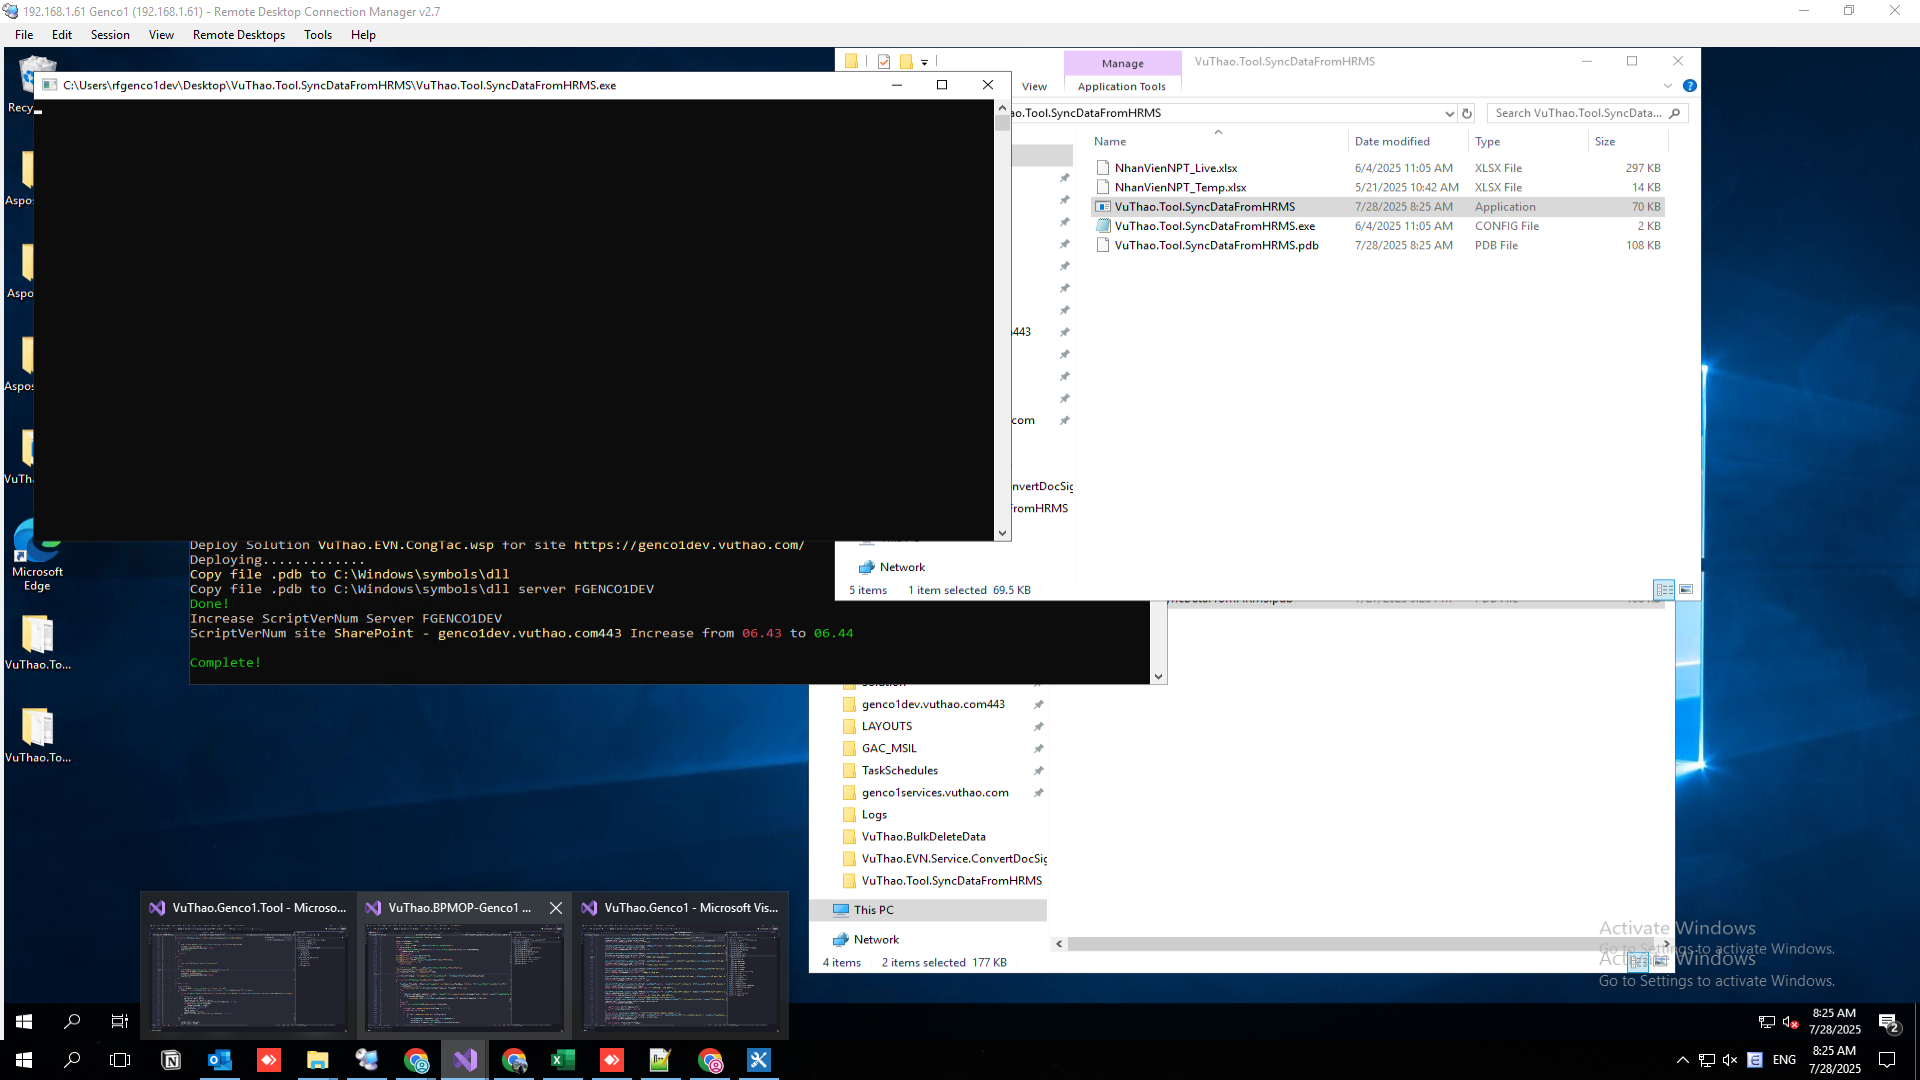 192.168.1.61 Genco1 (192.168.1.61) - Remote Desktop Connection Manager v2.7
File Edit Session View Remote Desktops Tools Help
C:\Users\rfgenco1dev\Desktop\VuThao.Tool.SyncDataFromHRMS\VuThao.Tool.SyncDataFromHRMS.exe
Manage
VuThao.Tool.SyncDataFromHRMS
View
Application Tools
ao.Tool.SyncDataFromHRMS
Search VuThao.Tool.SyncData...
Name Date modified Type Size
NhanVienNPT_Live.xlsx 6/4/2025 11:05 AM XLSX File 297 KB
NhanVienNPT_Temp.xlsx 5/21/2025 10:42 AM XLSX File 14 KB
VuThao.Tool.SyncDataFromHRMS 7/28/2025 8:25 AM Application 70 KB
VuThao.Tool.SyncDataFromHRMS.exe 6/4/2025 11:05 AM CONFIG File 2 KB
VuThao.Tool.SyncDataFromHRMS.pdb 7/28/2025 8:25 AM PDB File 108 KB
443
com
nvertDocSig
romHRMS
Network
5 items 1 item selected 69.5 KB
Recy
Aspo
Aspo
Aspo
VuTh
Microsoft
Edge
VuThao.To...
VuThao.To...
Deploy Solution VuThao.EVN.CongTac.wsp for site https://genco1dev.vuthao.com/
Deploying.............
Copy file .pdb to C:\Windows\symbols\dll
Copy file .pdb to C:\Windows\symbols\dll server FGENCO1DEV
Done!
Increase ScriptVerNum Server FGENCO1DEV
ScriptVerNum site SharePoint - genco1dev.vuthao.com443 Increase from 06.43 to 06.44
Complete!
genco1dev.vuthao.com443
LAYOUTS
GAC_MSIL
TaskSchedules
genco1services.vuthao.com
Logs
VuThao.BulkDeleteData
VuThao.EVN.Service.ConvertDocSig
VuThao.Tool.SyncDataFromHRMS
This PC
Network
4 items 2 items selected 177 KB
Activate Windows
Go to Settings to activate Windows.
Activate Windows
Go to Settings to activate Windows.
VuThao.Genco1.Tool - Microso...
VuThao.BPMOP-Genco1 ...
VuThao.Genco1 - Microsoft Vis...
8:25 AM
7/28/2025
2
ENG
8:25 AM
7/28/2025